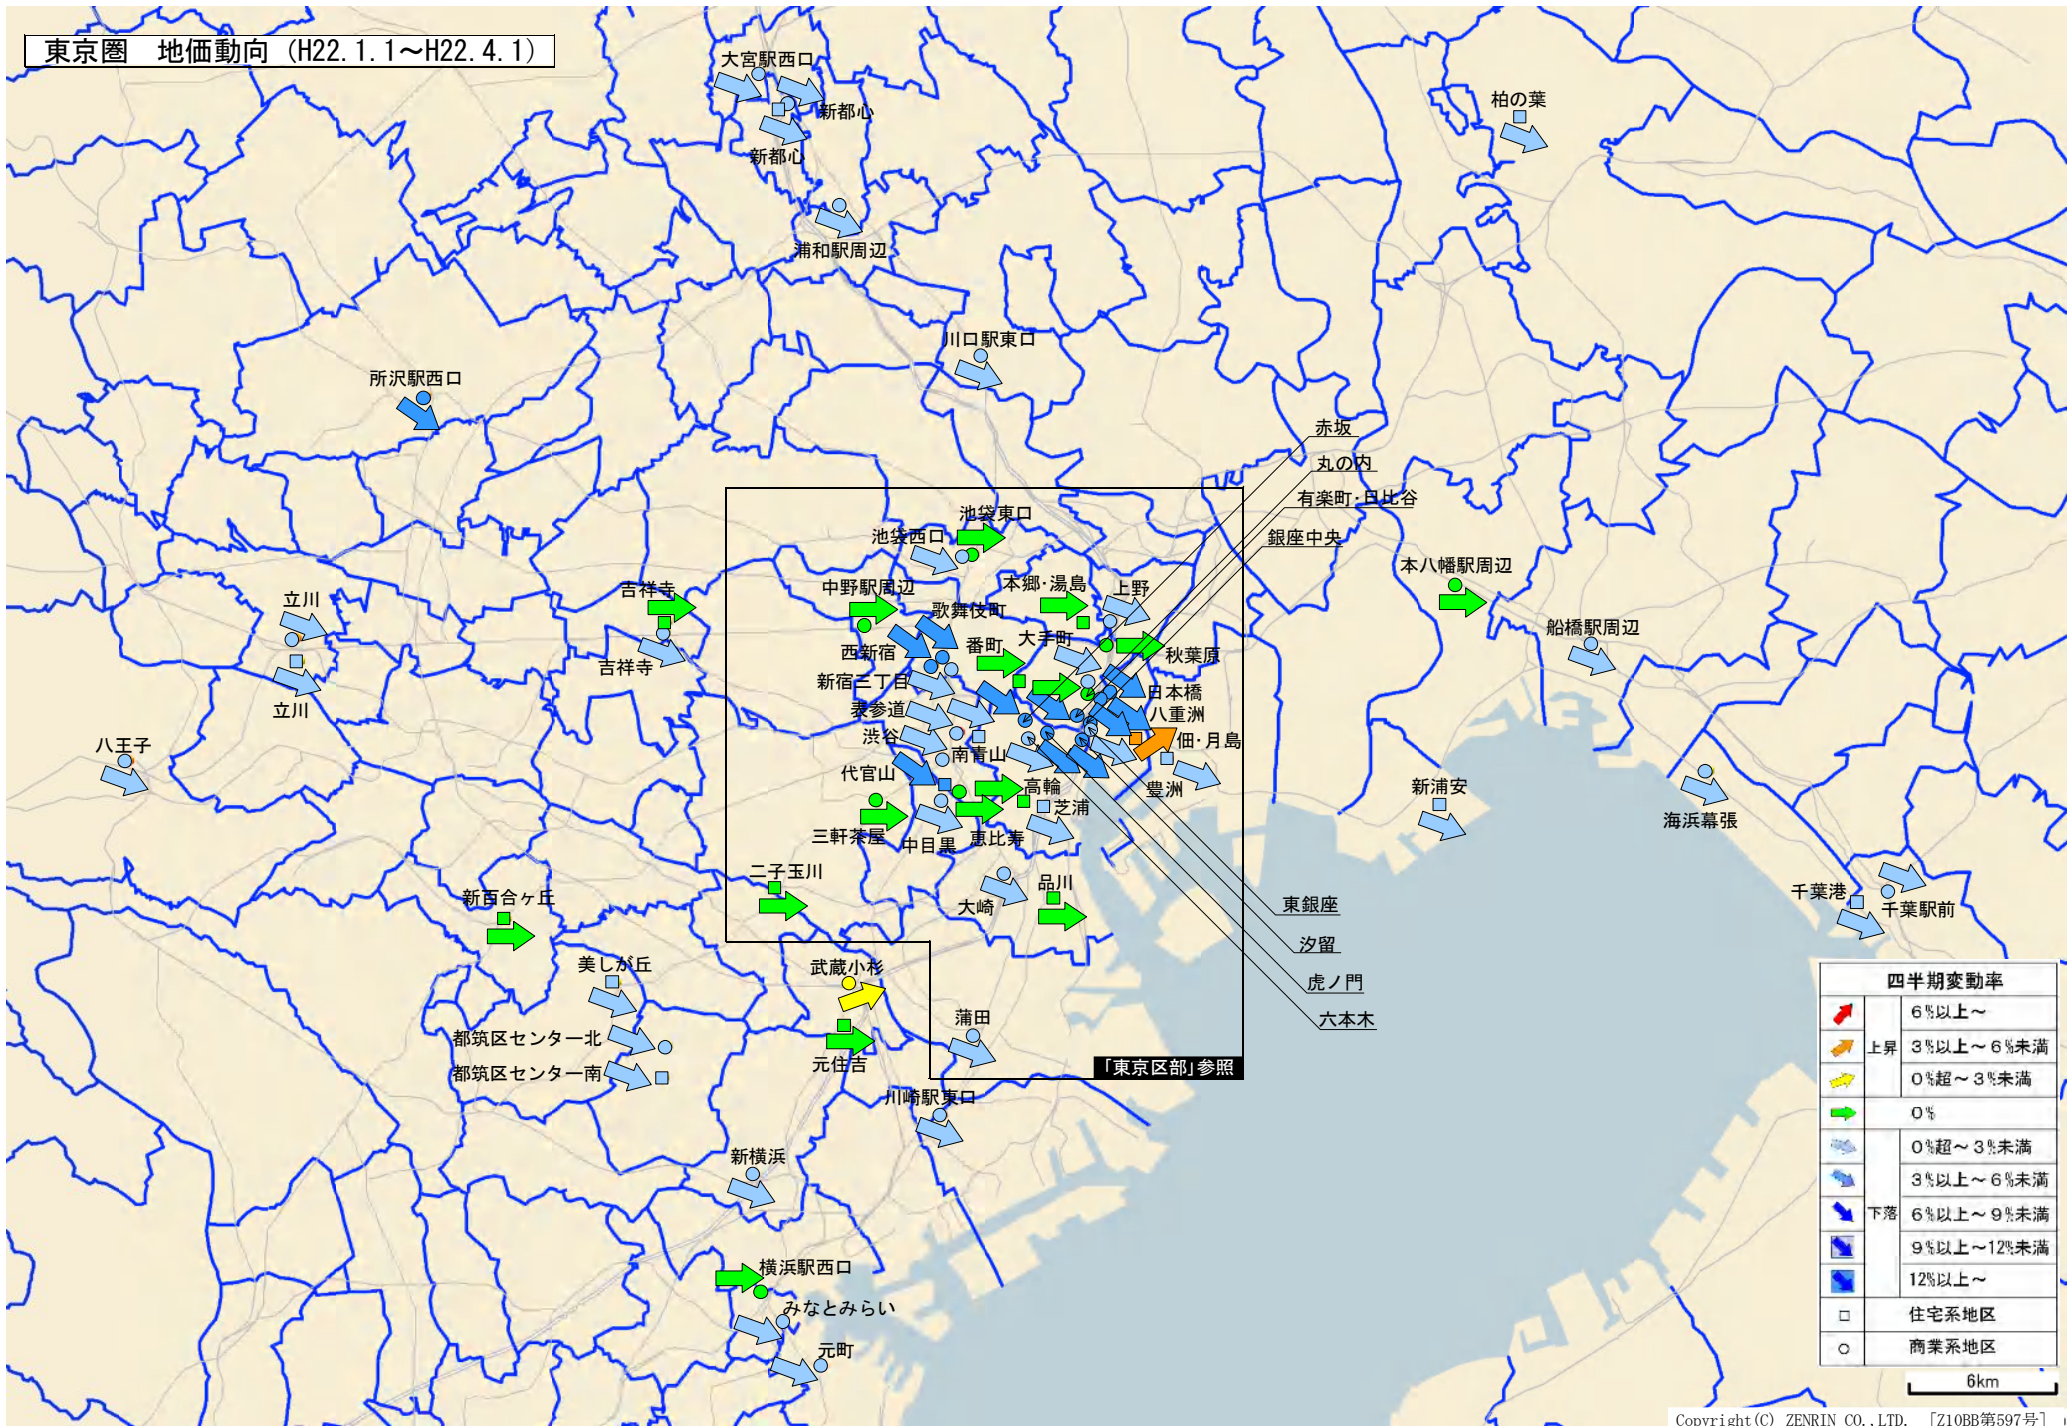 東京圏　地価動向 (H22.1.1～H22.4.1)
大宮駅西口
新都心
新都心
柏の葉
浦和駅周辺
川口駅東口
所沢駅西口
赤坂
丸の内
有楽町･日比谷
銀座中央
池袋東口
池袋西口
本八幡駅周辺
中野駅周辺
本郷･湯島
上野
吉祥寺
立川
歌舞伎町
大手町
船橋駅周辺
西新宿
番町
秋葉原
吉祥寺
新宿三丁目
日本橋
立川
表参道
八重洲
渋谷
佃･月島
八王子
南青山
代官山
高輪
豊洲
新浦安
芝浦
海浜幕張
三軒茶屋
中目黒
恵比寿
二子玉川
品川
新百合ヶ丘
大崎
東銀座
千葉港
千葉駅前
汐留
美しが丘
武蔵小杉
虎ノ門
蒲田
六本木
都筑区センター北
元住吉
「東京区部」参照
都筑区センター南
川崎駅東口
新横浜
横浜駅西口
みなとみらい
元町
四半期変動率
6%以上～
上昇
3%以上～6%未満
0%超～3%未満
0%
0%超～3%未満
3%以上～6%未満
下落
6%以上～9%未満
9%以上～12%未満
12%以上～
住宅系地区
商業系地区
6km
Copyright(C) ZENRIN CO.,LTD. [Z10BB第597号]